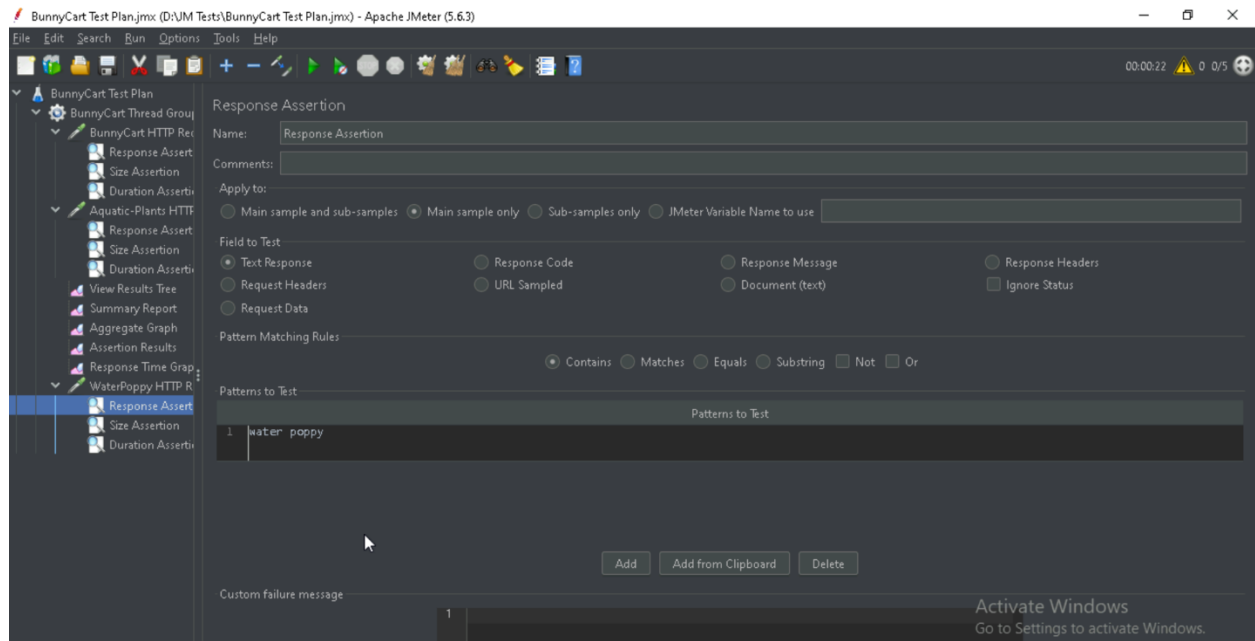 BunnyCart Test Plan.jmx (D:\JM Tests\BunnyCart Test Plan.jmx) - Apache JMeter (5.6.3)
File Edit Search Run Options Tools Help
00:00:22 0 0/5
BunnyCart Test Plan
BunnyCart Thread Group
BunnyCart HTTP Rec
Response Assert
Size Assertion
Duration Asserti
Aquatic-Plants HTTP
Response Assert
Size Assertion
Duration Asserti
View Results Tree
Summary Report
Aggregate Graph
Assertion Results
Response Time Grap
WaterPoppy HTTP R
Response Assert
Size Assertion
Duration Asserti
Response Assertion
Name: Response Assertion
Comments:
Apply to:
Main sample and sub-samples Main sample only Sub-samples only JMeter Variable Name to use
Field to Test
Text Response Response Code Response Message Response Headers
Request Headers URL Sampled Document (text) Ignore Status
Request Data
Pattern Matching Rules
Contains Matches Equals Substring Not Or
Patterns to Test
Patterns to Test
1 water poppy
Add Add from Clipboard Delete
Custom failure message
1
Activate Windows
Go to Settings to activate Windows.